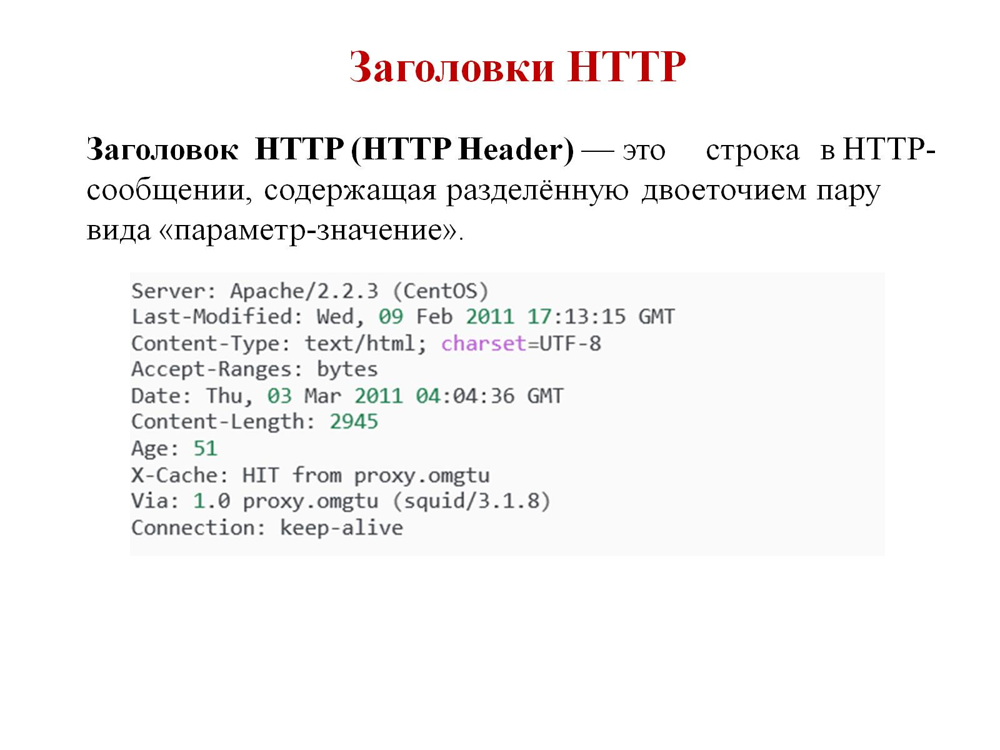 Заголовки HTTP
Заголовок HTTP (HTTP Header) — это строка в HTTP-
сообщении, содержащая разделённую двоеточием пару
вида «параметр-значение».
Server: Apache/2.2.3 (CentOS)
Last-Modified: Wed, 09 Feb 2011 17:13:15 GMT
Content-Type: text/html; charset=UTF-8
Accept-Ranges: bytes
Date: Thu, 03 Mar 2011 04:04:36 GMT
Content-Length: 2945
Age: 51
X-Cache: HIT from proxy.omgtu
Via: 1.0 proxy.omgtu (squid/3.1.8)
Connection: keep-alive